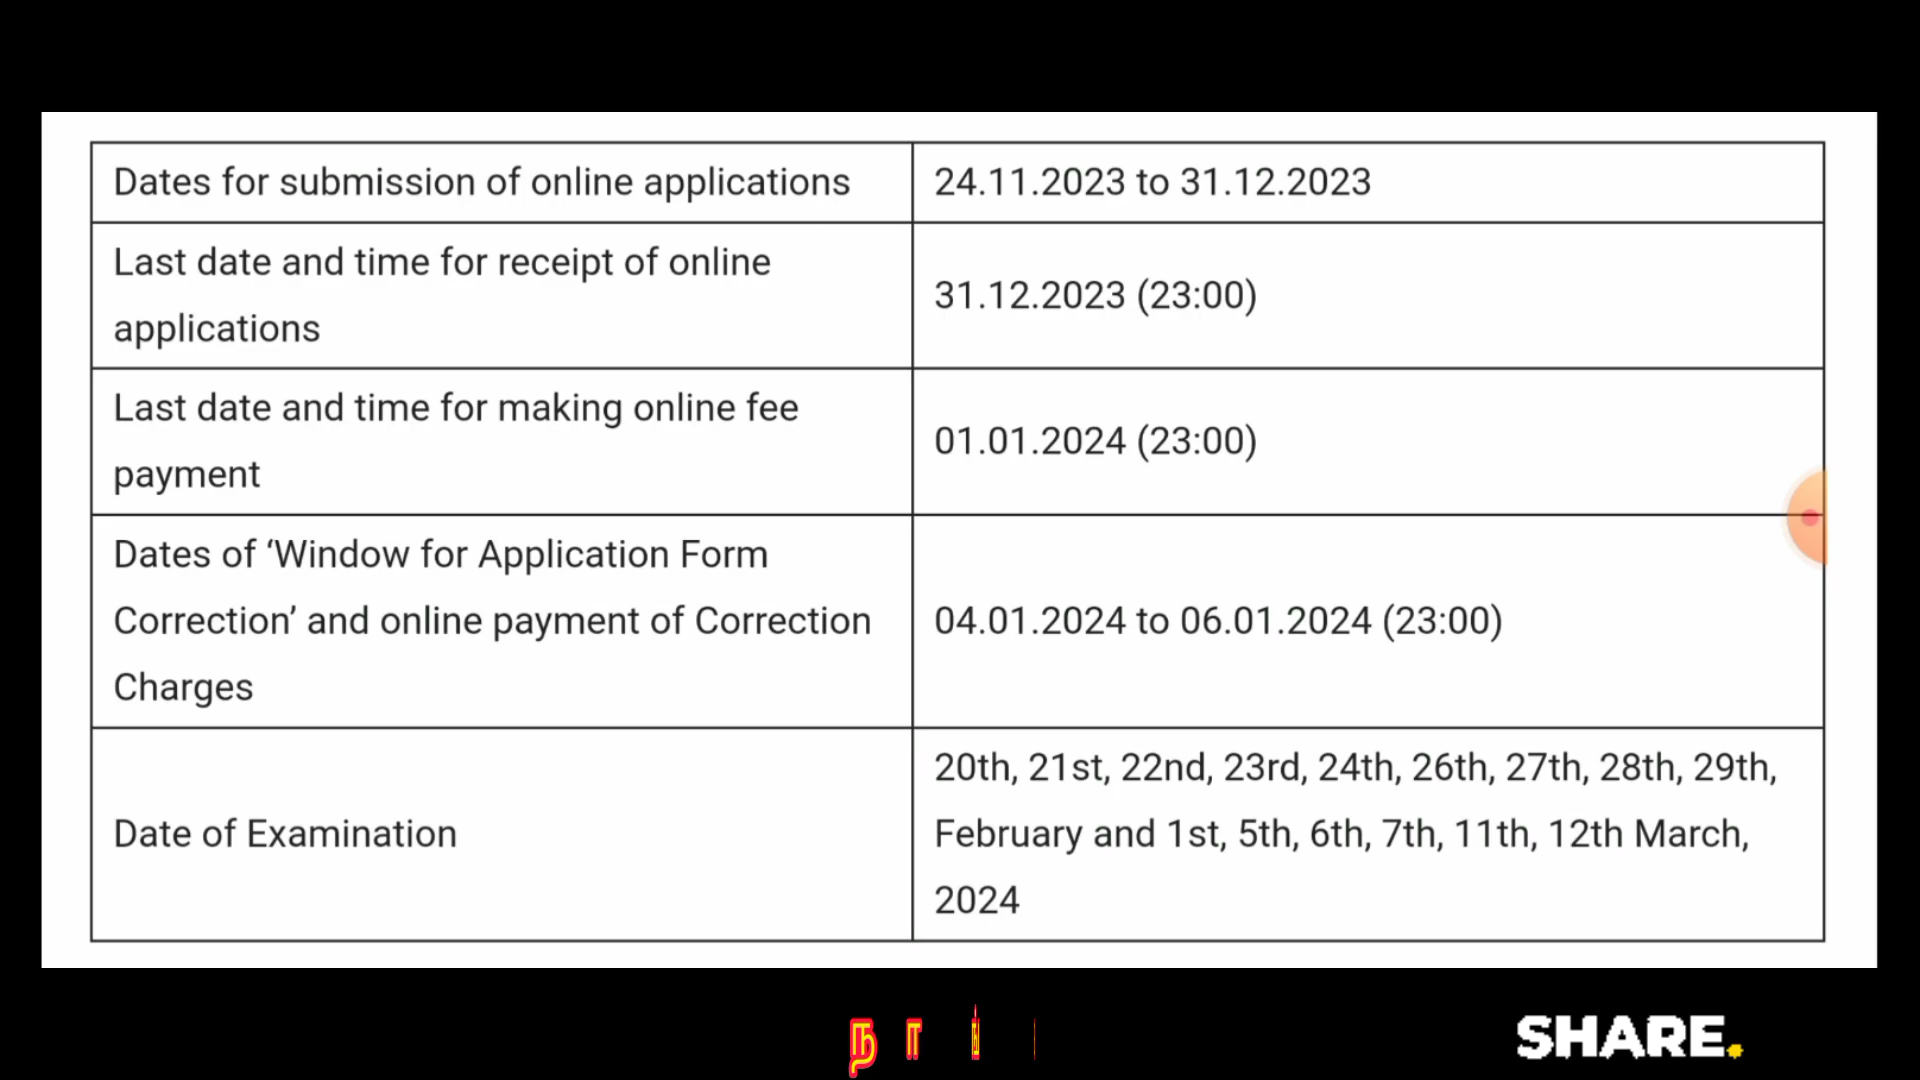 Dates for submission of online applications
24.11.2023 to 31.12.2023
Last date and time for receipt of online
applications
31.12.2023 (23:00)
Last date and time for making online fee
payment
01.01.2024 (23:00)
Dates of ‘Window for Application Form
Correction’ and online payment of Correction
Charges
04.01.2024 to 06.01.2024 (23:00)
Date of Examination
20th, 21st, 22nd, 23rd, 24th, 26th, 27th, 28th, 29th,
February and 1st, 5th, 6th, 7th, 11th, 12th March,
2024
SHARE.